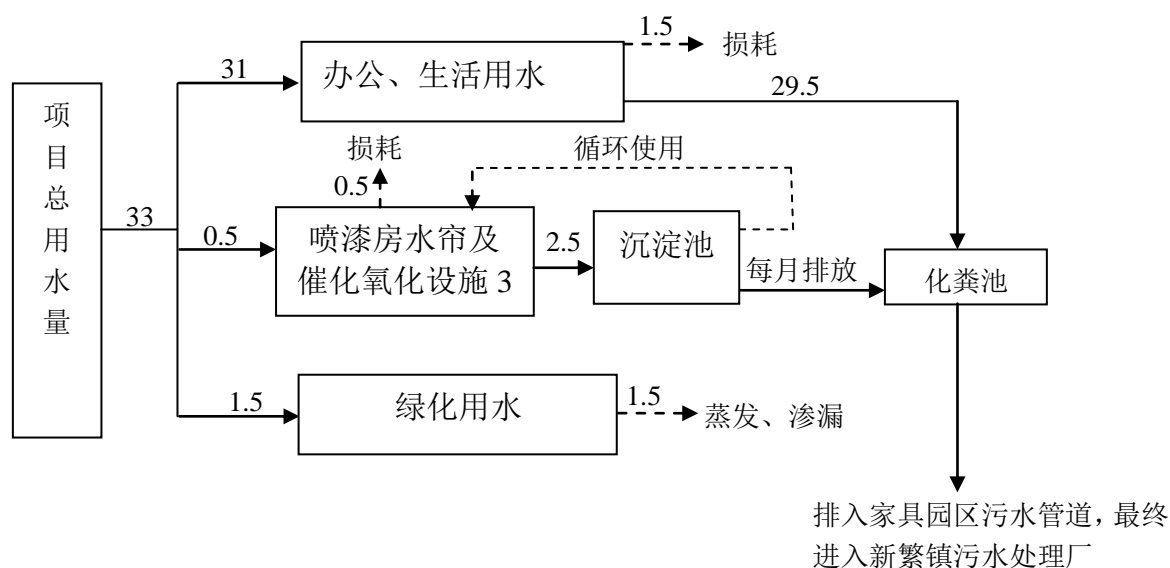 项目总用水量
33
31
办公、生活用水
1.5
损耗
29.5
损耗
0.5
循环使用
0.5
喷漆房水帘及
催化氧化设施 3
2.5
沉淀池
每月排放
化粪池
1.5
绿化用水
1.5
蒸发、渗漏
排入家具园区污水管道，最终
进入新繁镇污水处理厂